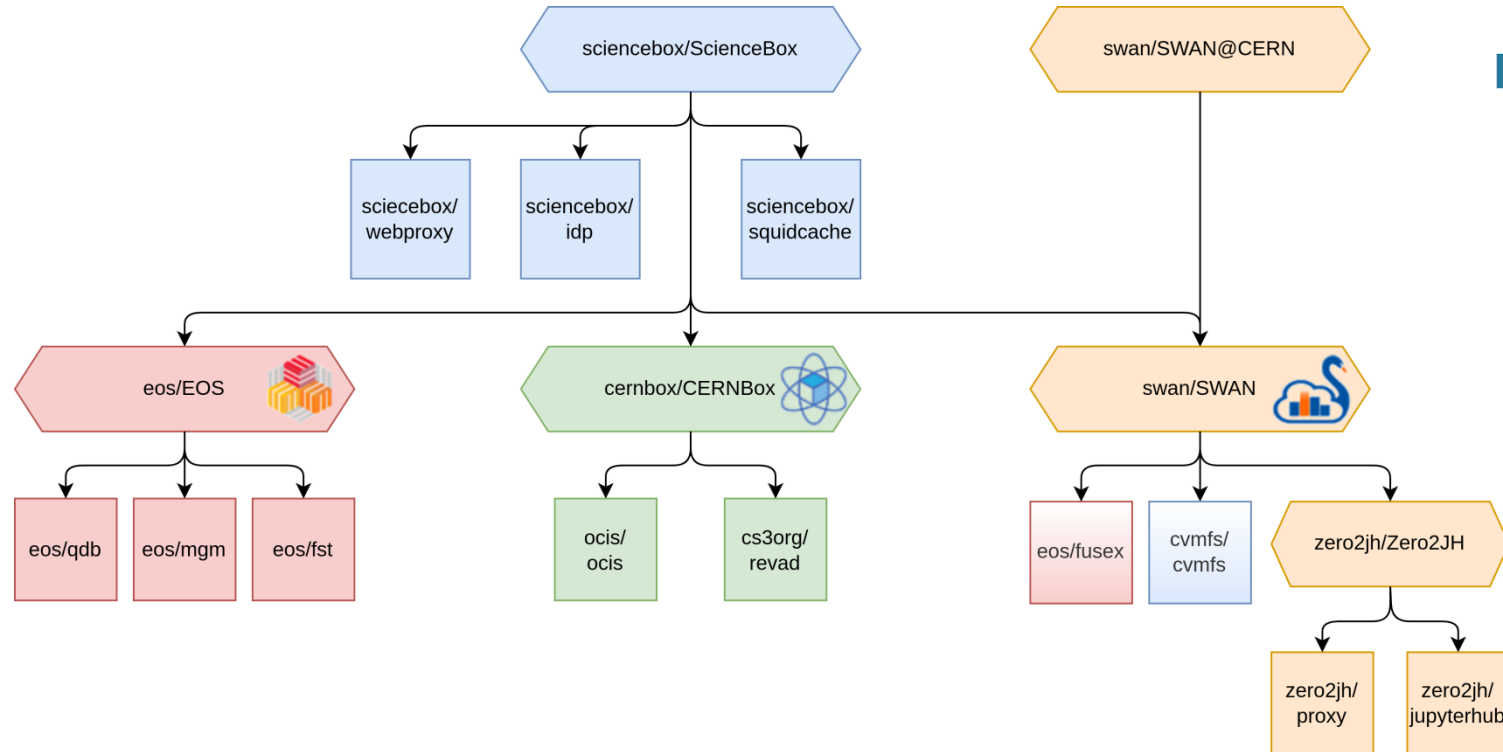 sciencebox/ScienceBox
swan/SWAN@CERN
sciecebox/
webproxy
sciencebox/
idp
sciencebox/
squidcache
eos/EOS
cernbox/CERNBox
swan/SWAN
eos/qdb
eos/mgm
eos/fst
ocis/
ocis
cs3org/
revad
eos/fusex
cvmfs/
cvmfs
zero2jh/Zero2JH
zero2jh/
proxy
zero2jh/
jupyterhub